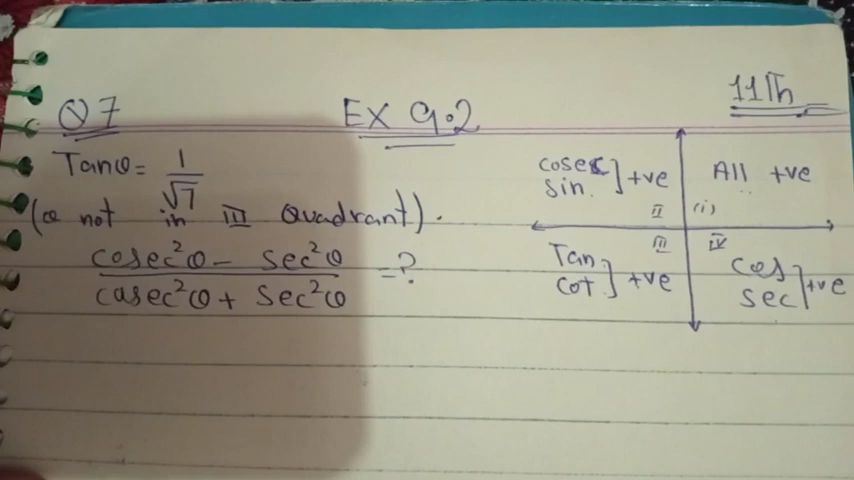 Q7 EX 9.2 11Th
Tanθ = 1/√7
(θ not in III Quadrant).
cosec²θ - sec²θ / cosec²θ + sec²θ = ?
cosec sin. ] +ve
II
All +ve
(i)
III
Tan cot ] +ve
IV
cos sec ] +ve